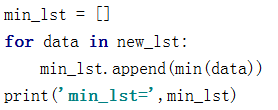 min_lst = []
for data in new_lst:
    min_lst.append(min(data))
print('min_lst=',min_lst)